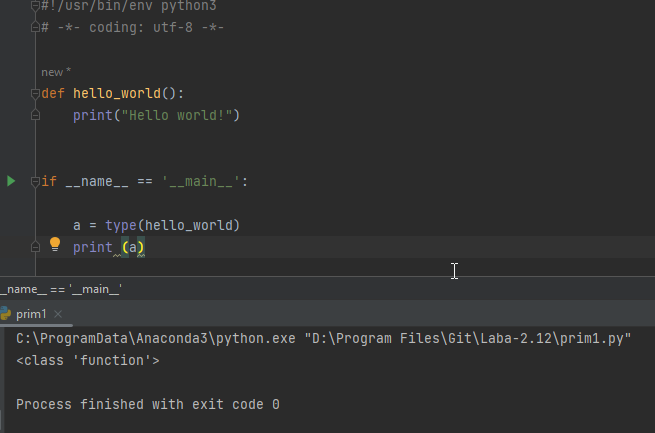 #!/usr/bin/env python3
# -*- coding: utf-8 -*-
new *
def hello_world():
    print("Hello world!")
if __name__ == '__main__':
    a = type(hello_world)
    print (a)
__name__ == '__main__'
prim1
C:\ProgramData\Anaconda3\python.exe "D:\Program Files\Git\Laba-2.12\prim1.py"
<class 'function'>
Process finished with exit code 0